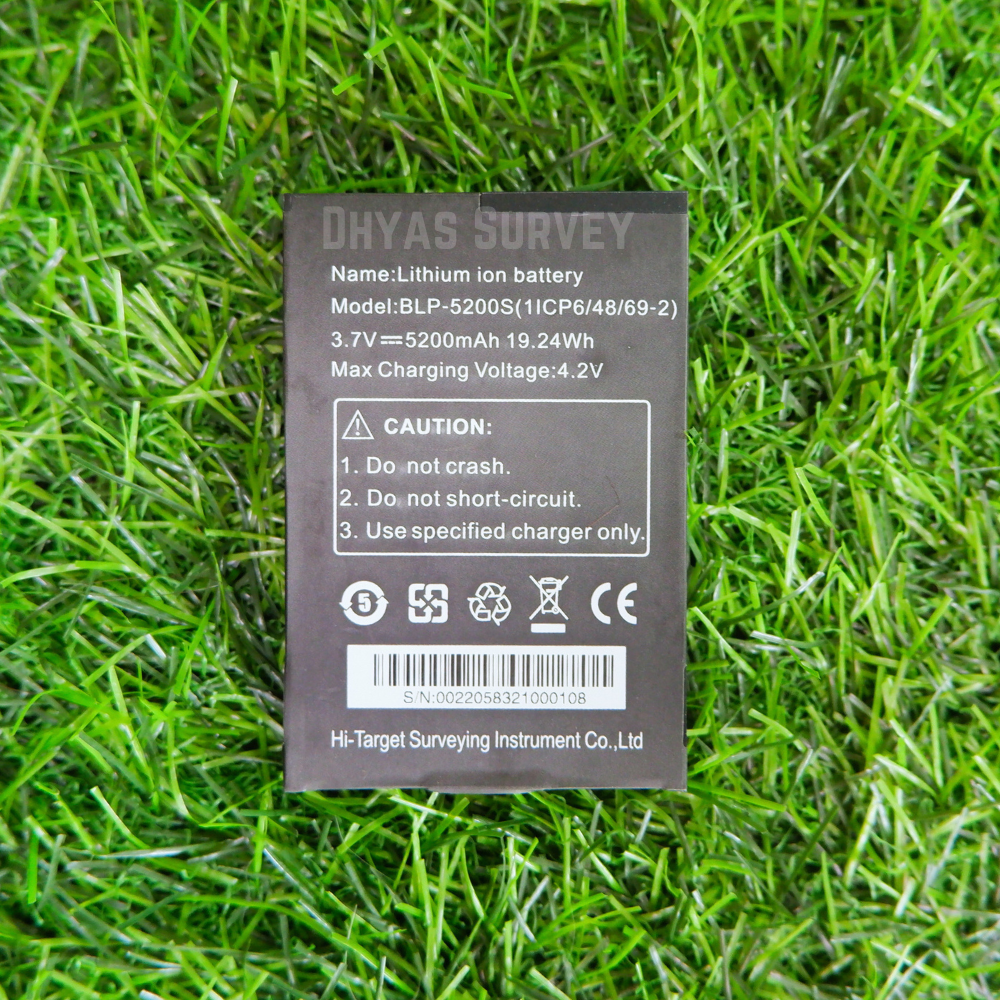 DHYAS SURVEY
Name:Lithium ion battery
Model:BLP-5200S(1ICP6/48/69-2)
3.7V⎓5200mAh 19.24Wh
Max Charging Voltage:4.2V
CAUTION:
1. Do not crash.
2. Do not short-circuit.
3. Use specified charger only.
5
CE
S/N:0022058321000108
Hi-Target Surveying Instrument Co.,Ltd